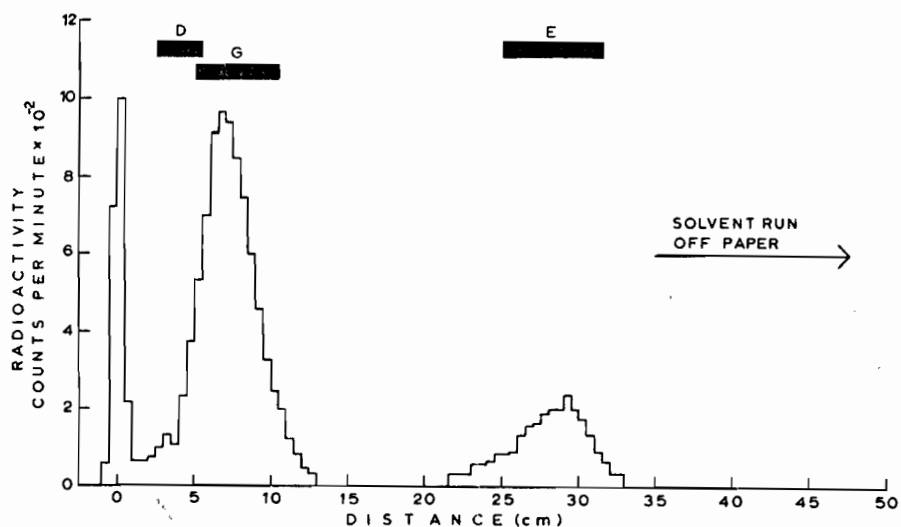 12
D
E
G
10
8
6
4
2
0
RADIOACTIVITY
COUNTS PER MINUTE×10⁻²
SOLVENT RUN
OFF PAPER
0 5 10 15 20 25 30 35 40 45 50
DISTANCE (cm)